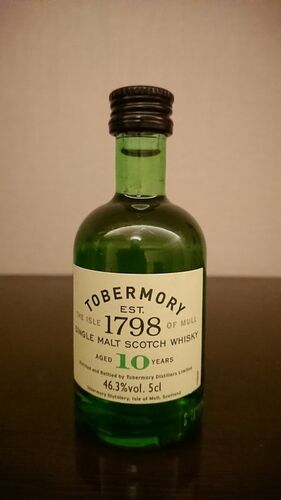 TOBERMORY
EST.
THE ISLE 1798 OF MULL
SINGLE MALT SCOTCH WHISKY
AGED 10 YEARS
Distilled and Bottled by Tobermory Distillers Limited
46.3%vol. 5cl
Tobermory Distillery, Isle of Mull, Scotland